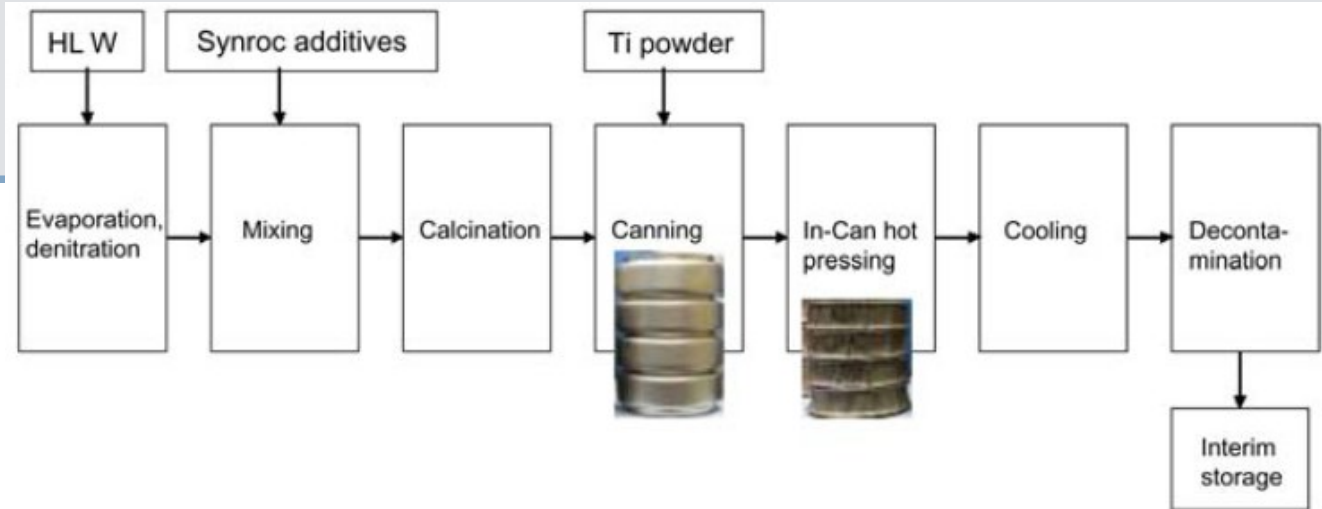 HL W
Synroc additives
Ti powder
Evaporation,
denitration
Mixing
Calcination
Canning
In-Can hot
pressing
Cooling
Deconta-
mination
Interim
storage